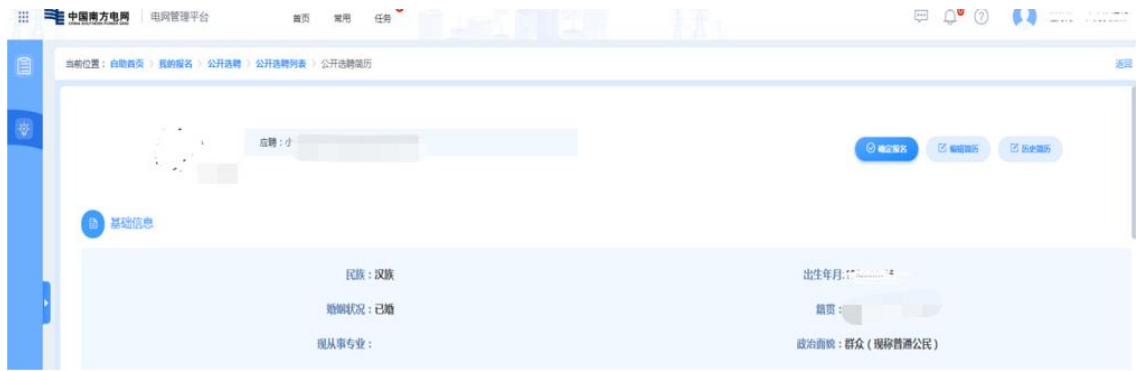 中国南方电网 电网管理平台 首页 常用 任务
CHINA SOUTHERN POWER GRID
当前位置：自助首页 > 我的报名 > 公开选聘 > 公开选聘列表 > 公开选聘简历 返回
应聘：小
确定报名 编辑简历 历史简历
基础信息
民族：汉族 出生年月:
婚姻状况：已婚 籍贯：
现从事专业： 政治面貌：群众（现称普通公民）